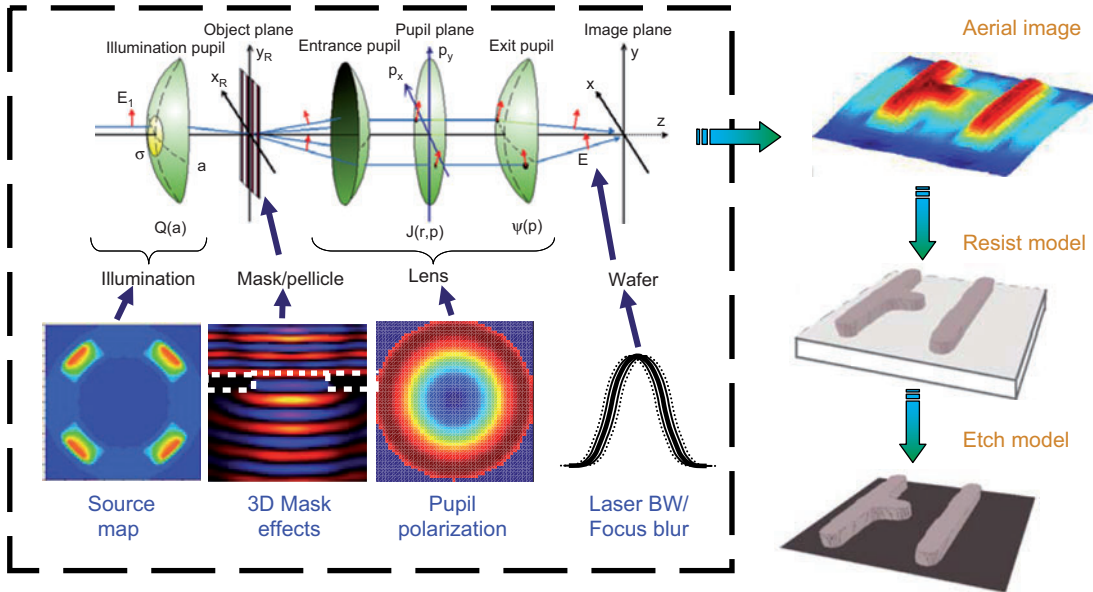 Illumination pupil
Object plane
Entrance pupil
Pupil plane
Exit pupil
Image plane
Aerial image
y_R
x_R
p_y
p_x
y
x
z
E_1
E
σ
a
Q(a)
J(r,p)
ψ(p)
Illumination
Mask/pellicle
Lens
Wafer
Resist model
Etch model
Source
map
3D Mask
effects
Pupil
polarization
Laser BW/
Focus blur